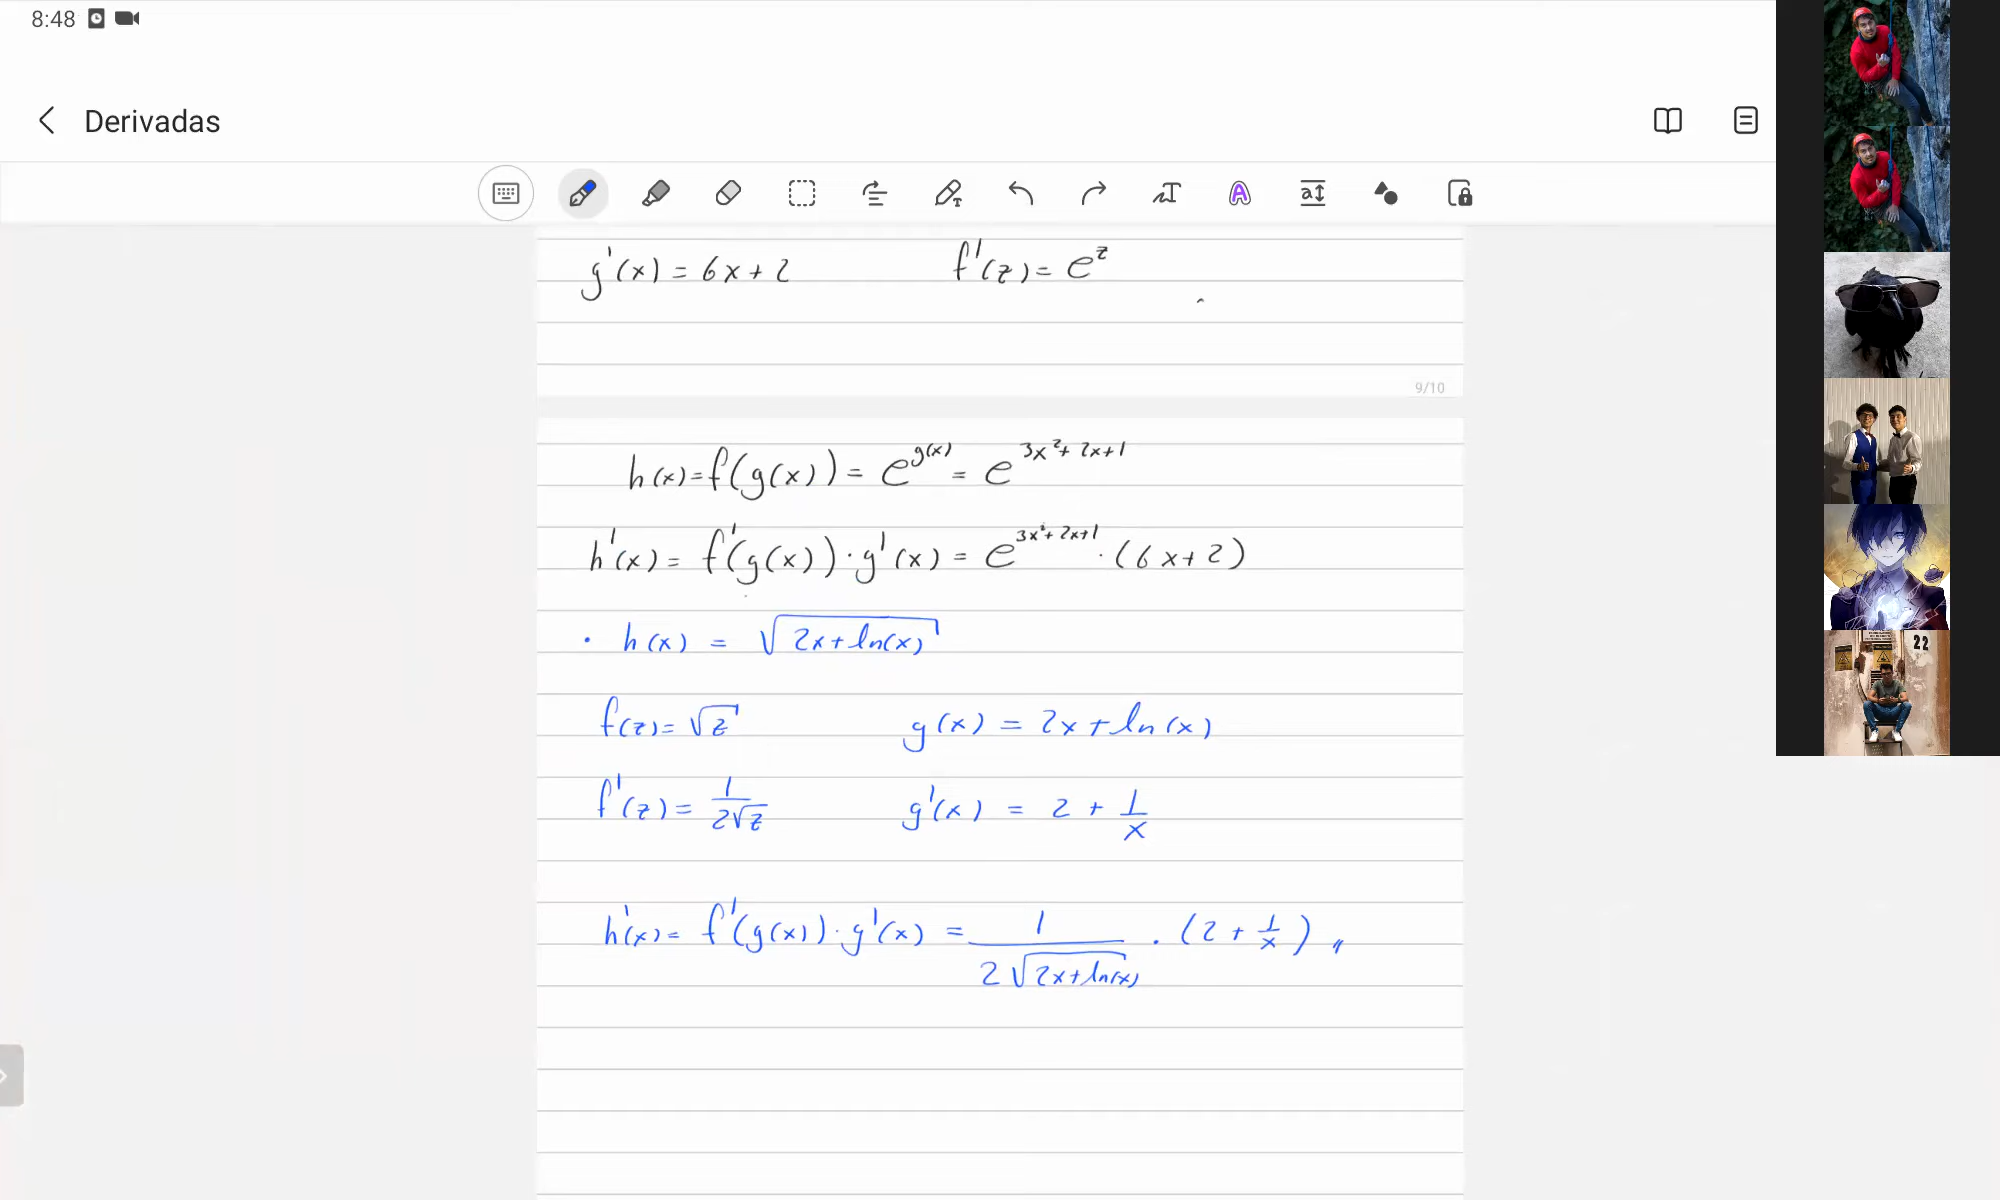 8:48
Derivadas
g'(x) = 6x + 2 f'(z) = e^z
9/10
h(x) = f(g(x)) = e^{g(x)} = e^{3x²+2x+1}
h'(x) = f'(g(x)) · g'(x) = e^{3x²+2x+1} · (6x+2)
· h(x) = √(2x+ln(x))
f(z) = √z g(x) = 2x + ln(x)
f'(z) = 1/(2√z) g'(x) = 2 + 1/x
h'(x) = f'(g(x)) · g'(x) = 1/(2√(2x+ln(x))) · (2 + 1/x)
22